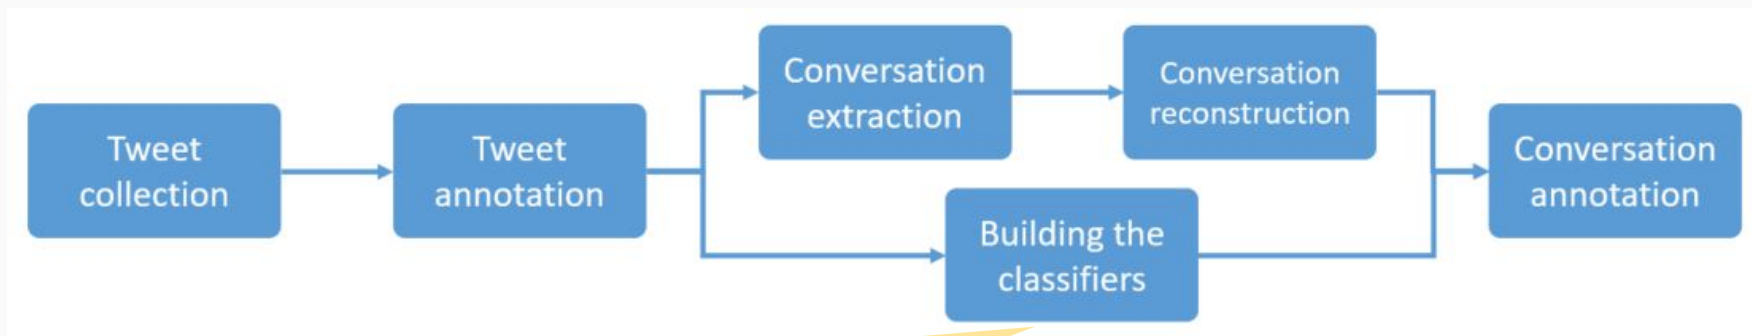 Tweet
collection
Tweet
annotation
Conversation
extraction
Conversation
reconstruction
Building the
classifiers
Conversation
annotation